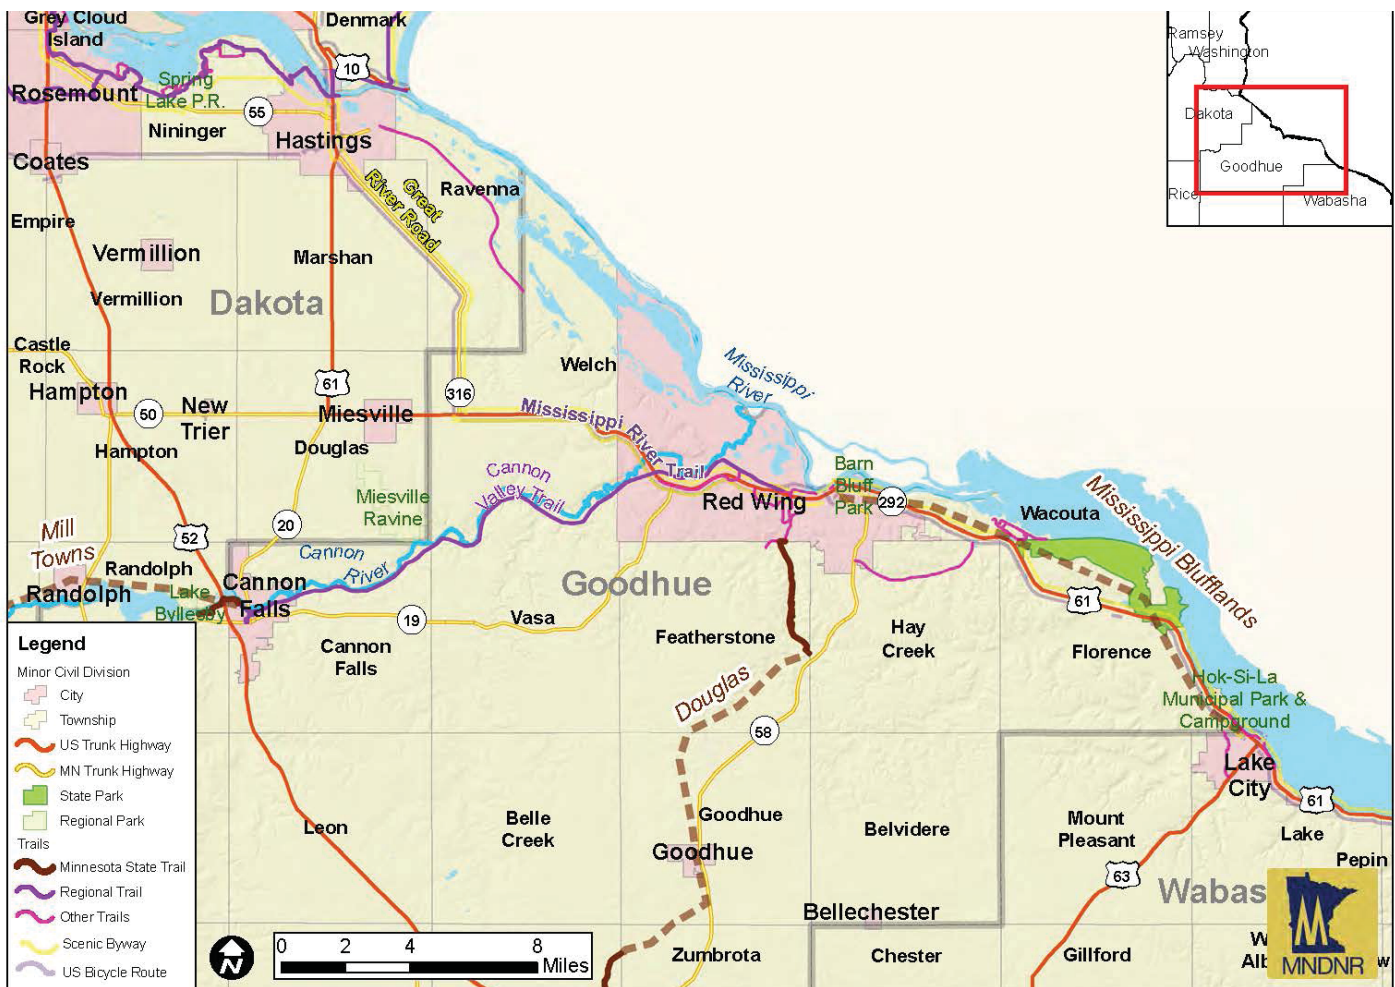 Grey Cloud
Island
Denmark
10
Rosemount
Spring
Lake P.R.
55
Nininger
Hastings
Coates
Great
River Road
Ravenna
Empire
Vermillion
Marshan
Vermillion
Dakota
Castle
Rock
Welch
Mississippi
River
61
Hampton
316
50
New
Trier
Miesville
Mississippi River Trail
Hampton
Douglas
Cannon
Valley Trail
Barn
Bluff
Park
Miesville
Ravine
Red Wing
292
Wacouta
Mississippi Blufflands
20
Mill
Towns
52
Cannon
River
Randolph
Randolph
Cannon
Falls
Lake
Byllesby
Goodhue
61
19
Vasa
Cannon
Falls
Featherstone
Hay
Creek
Florence
Douglas
Hok-Si-La
Municipal Park &
Campground
58
Lake
City
61
Leon
Belle
Creek
Goodhue
Belvidere
Mount
Pleasant
Lake
Goodhue
Pepin
63
Wabas
Bellechester
Zumbrota
Chester
Gillford
W
Alb
w
Ramsey
Washington
Dakota
Goodhue
Rice
Wabasha
Legend
Minor Civil Division
City
Township
US Trunk Highway
MN Trunk Highway
State Park
Regional Park
Trails
Minnesota State Trail
Regional Trail
Other Trails
Scenic Byway
US Bicycle Route
N
0 2 4 8
Miles
M
MNDNR